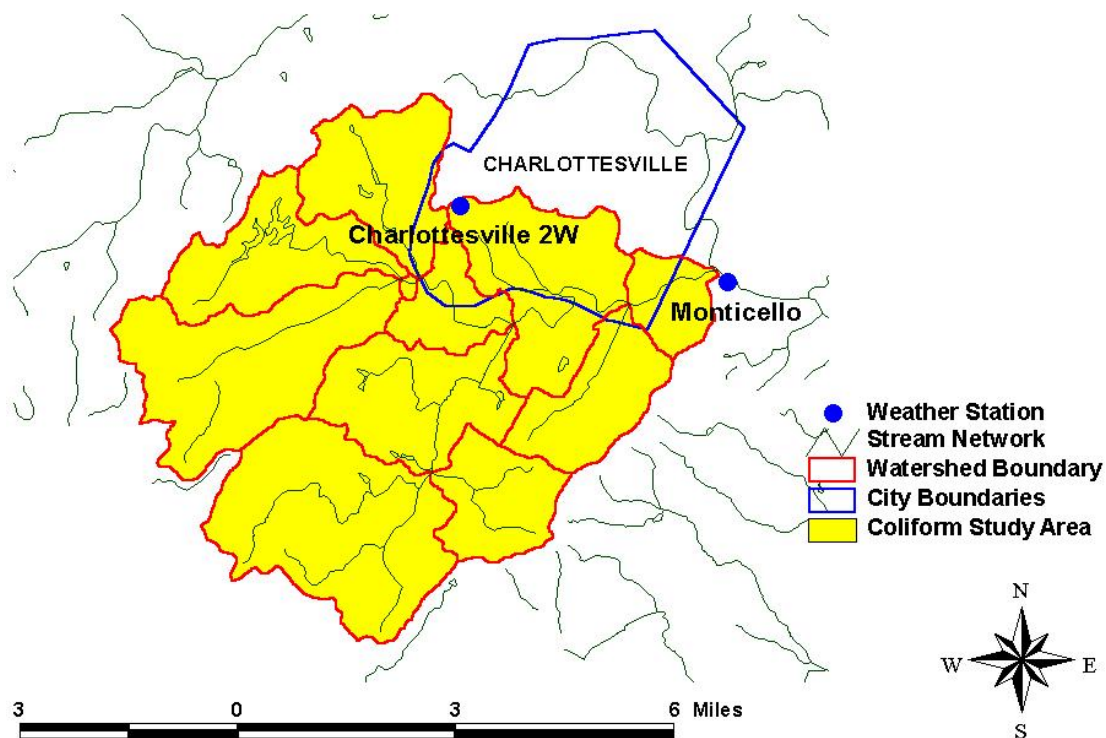 CHARLOTTESVILLE
Charlottesville 2W
Monticello
Weather Station
Stream Network
Watershed Boundary
City Boundaries
Coliform Study Area
N
W E
S
3 0 3 6 Miles